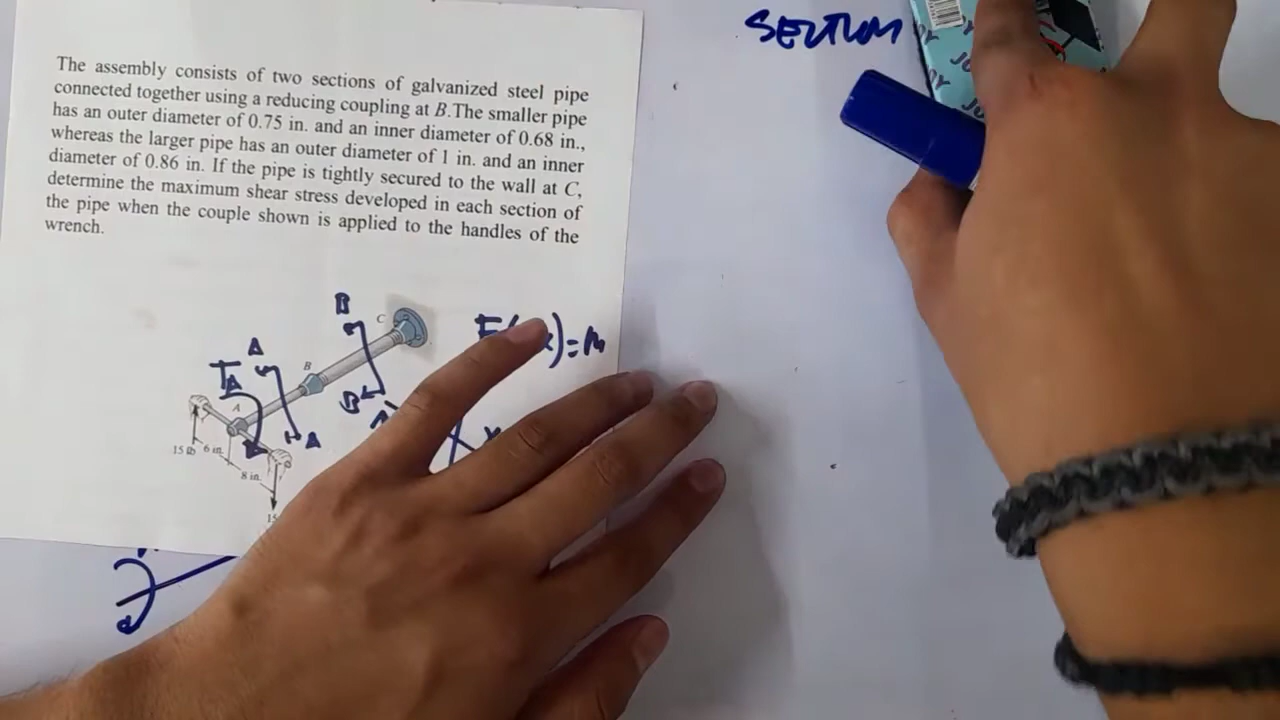 SECTION
The assembly consists of two sections of galvanized steel pipe
connected together using a reducing coupling at B. The smaller pipe
has an outer diameter of 0.75 in. and an inner diameter of 0.68 in.,
whereas the larger pipe has an outer diameter of 1 in. and an inner
diameter of 0.86 in. If the pipe is tightly secured to the wall at C,
determine the maximum shear stress developed in each section of
the pipe when the couple shown is applied to the handles of the
wrench.
B
C
A
B
TA
B
A
A
15 lb
6 in.
8 in.
)=M